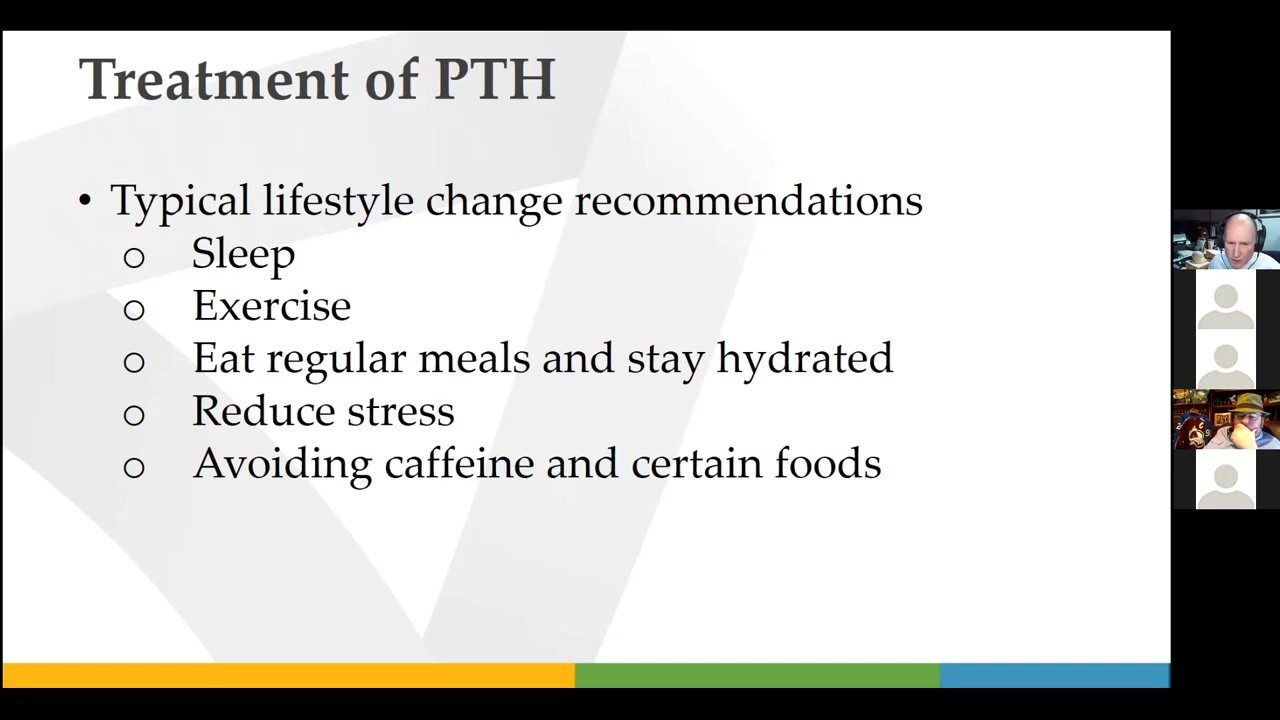 Treatment of PTH
• Typical lifestyle change recommendations
o Sleep
o Exercise
o Eat regular meals and stay hydrated
o Reduce stress
o Avoiding caffeine and certain foods